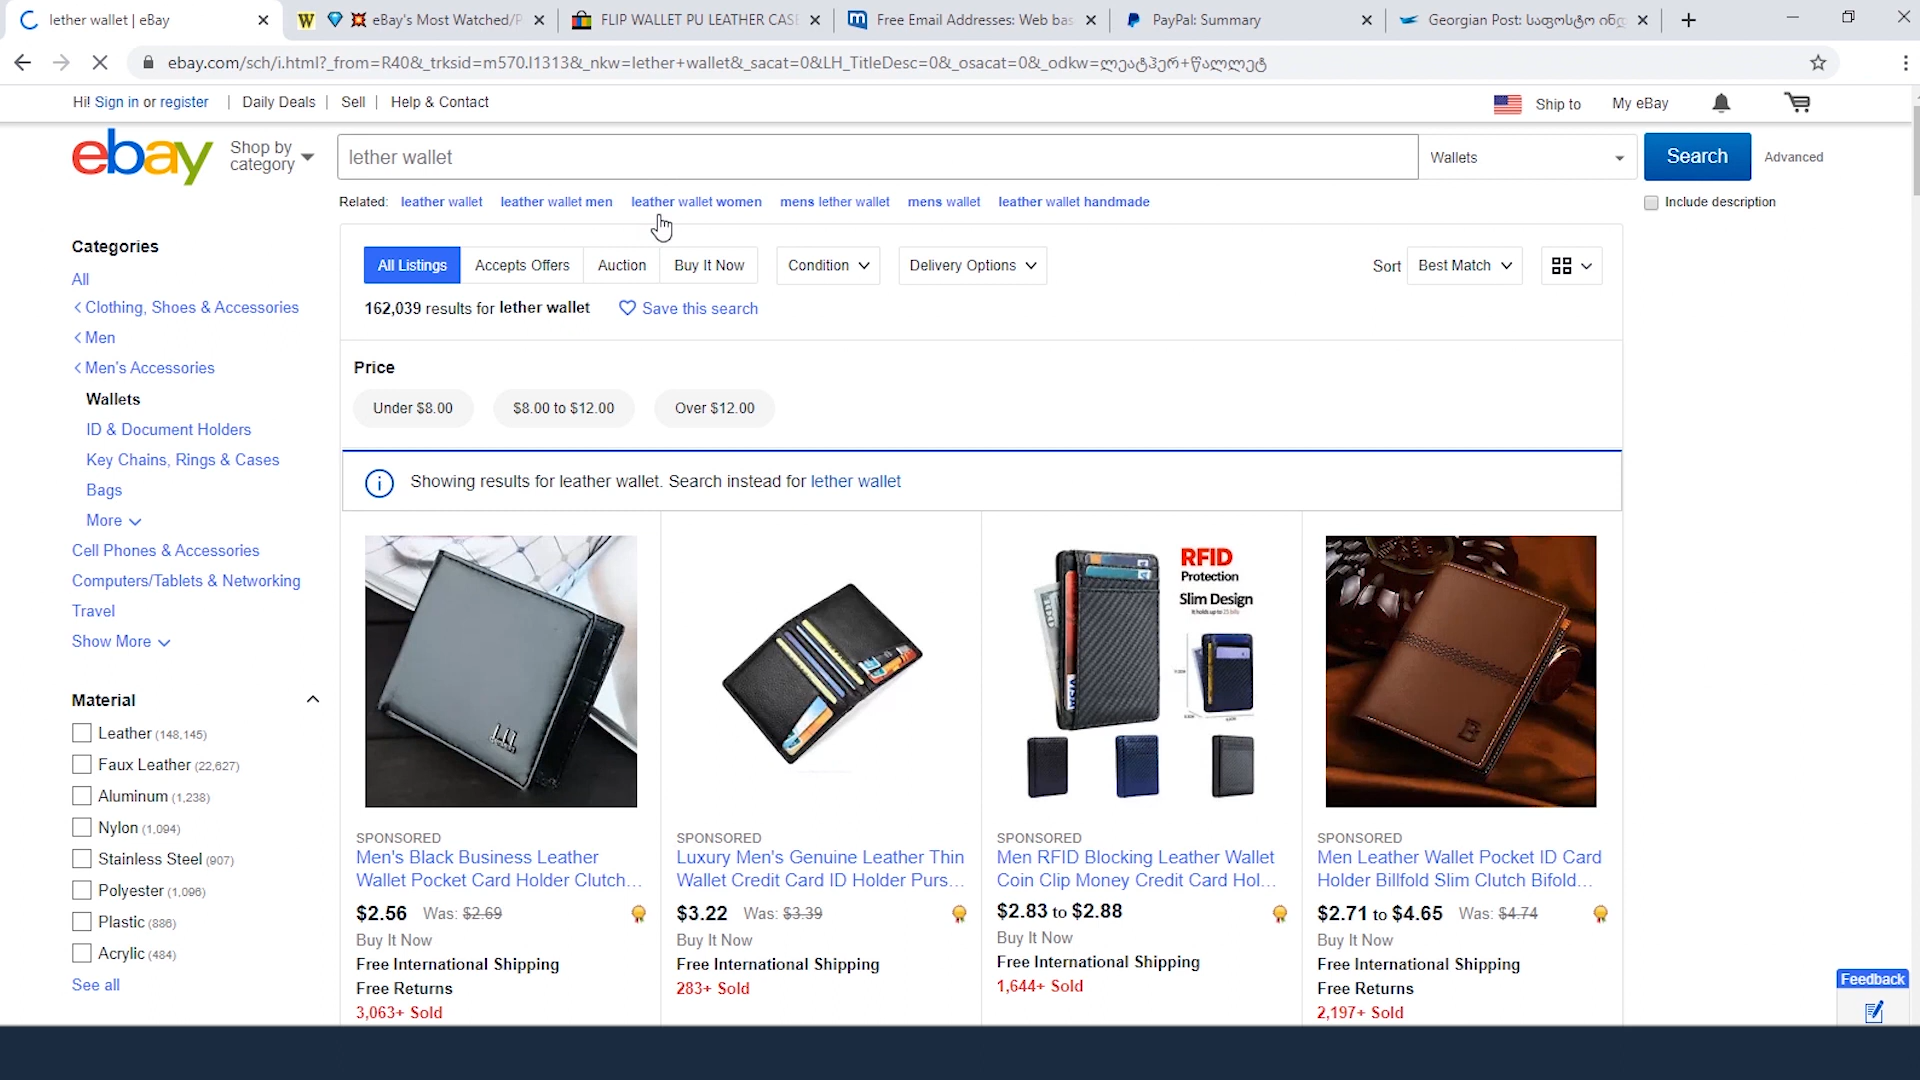 lether wallet | eBay
eBay's Most Watched/P
FLIP WALLET PU LEATHER CASE
Free Email Addresses: Web bas
PayPal: Summary
Georgian Post: საფოსტო ინდ
ebay.com/sch/i.html?_from=R40&_trksid=m570.l1313&_nkw=lether+wallet&_sacat=0&LH_TitleDesc=0&_osacat=0&_odkw=ლეატჰერ+წალლეტ
Hi! Sign in or register
Daily Deals
Sell
Help & Contact
Ship to
My eBay
ebay
Shop by
category
lether wallet
Wallets
Search
Advanced
Related: leather wallet leather wallet men leather wallet women mens lether wallet mens wallet leather wallet handmade
Include description
Categories
All
Clothing, Shoes & Accessories
Men
Men's Accessories
Wallets
ID & Document Holders
Key Chains, Rings & Cases
Bags
More
Cell Phones & Accessories
Computers/Tablets & Networking
Travel
Show More
Material
Leather (148,145)
Faux Leather (22,627)
Aluminum (1,238)
Nylon (1,094)
Stainless Steel (907)
Polyester (1,096)
Plastic (886)
Acrylic (484)
See all
All Listings
Accepts Offers
Auction
Buy It Now
Condition
Delivery Options
Sort
Best Match
162,039 results for lether wallet
Save this search
Price
Under $8.00
$8.00 to $12.00
Over $12.00
Showing results for leather wallet. Search instead for lether wallet
RFID
Protection
Slim Design
It holds up to 25 bills
VISA
SPONSORED
Men's Black Business Leather
Wallet Pocket Card Holder Clutch...
$2.56 Was: $2.69
Buy It Now
Free International Shipping
Free Returns
3,063+ Sold
SPONSORED
Luxury Men's Genuine Leather Thin
Wallet Credit Card ID Holder Purs...
$3.22 Was: $3.39
Buy It Now
Free International Shipping
283+ Sold
SPONSORED
Men RFID Blocking Leather Wallet
Coin Clip Money Credit Card Hol...
$2.83 to $2.88
Buy It Now
Free International Shipping
1,644+ Sold
SPONSORED
Men Leather Wallet Pocket ID Card
Holder Billfold Slim Clutch Bifold...
$2.71 to $4.65 Was: $4.74
Buy It Now
Free International Shipping
Free Returns
2,197+ Sold
Feedback